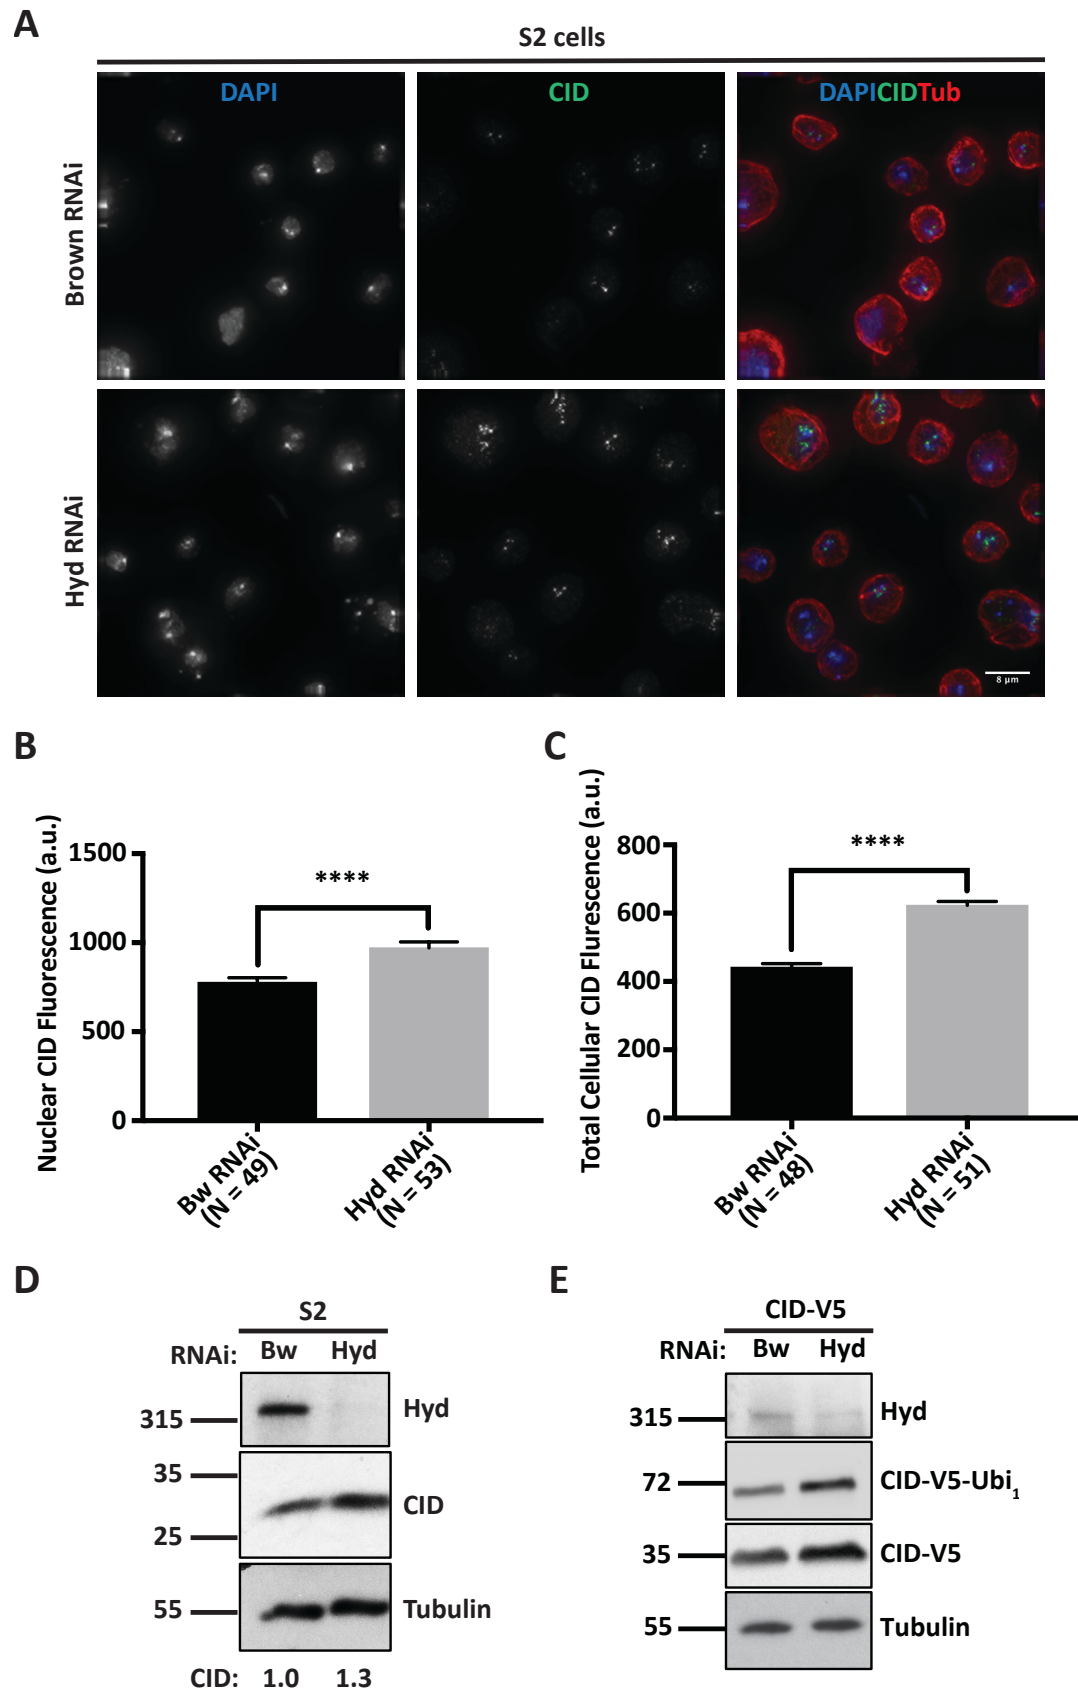 A
S2 cells
DAPI
CID
DAPICIDTub
Brown RNAi
Hyd RNAi
8 µm
B
Nuclear CID Fluorescence (a.u.)
1500
1000
500
0
****
Bw RNAi
(N = 49)
Hyd RNAi
(N = 53)
C
Total Cellular CID Flurescence (a.u.)
800
600
400
200
0
****
Bw RNAi
(N = 48)
Hyd RNAi
(N = 51)
D
S2
RNAi: Bw Hyd
315 Hyd
35
CID
25
55 Tubulin
CID: 1.0 1.3
E
CID-V5
RNAi: Bw Hyd
315 Hyd
72 CID-V5-Ubi1
35 CID-V5
55 Tubulin